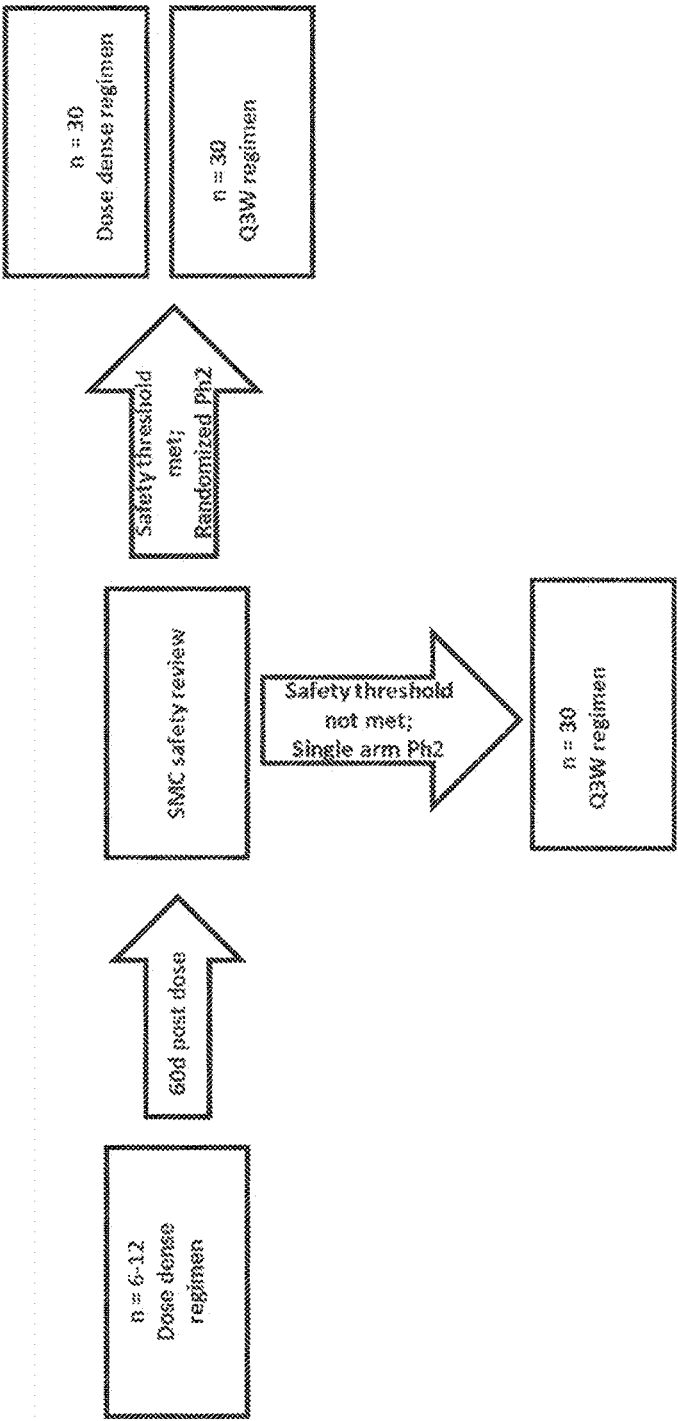 n = 6-12
Dose dense
regimen
60d post dose
SMC safety review
Safety threshold
met;
Randomized Ph2
n = 30
Dose dense regimen
n = 30
Q3W regimen
Safety threshold
not met;
Single arm Ph2
n = 30
Q3W regimen